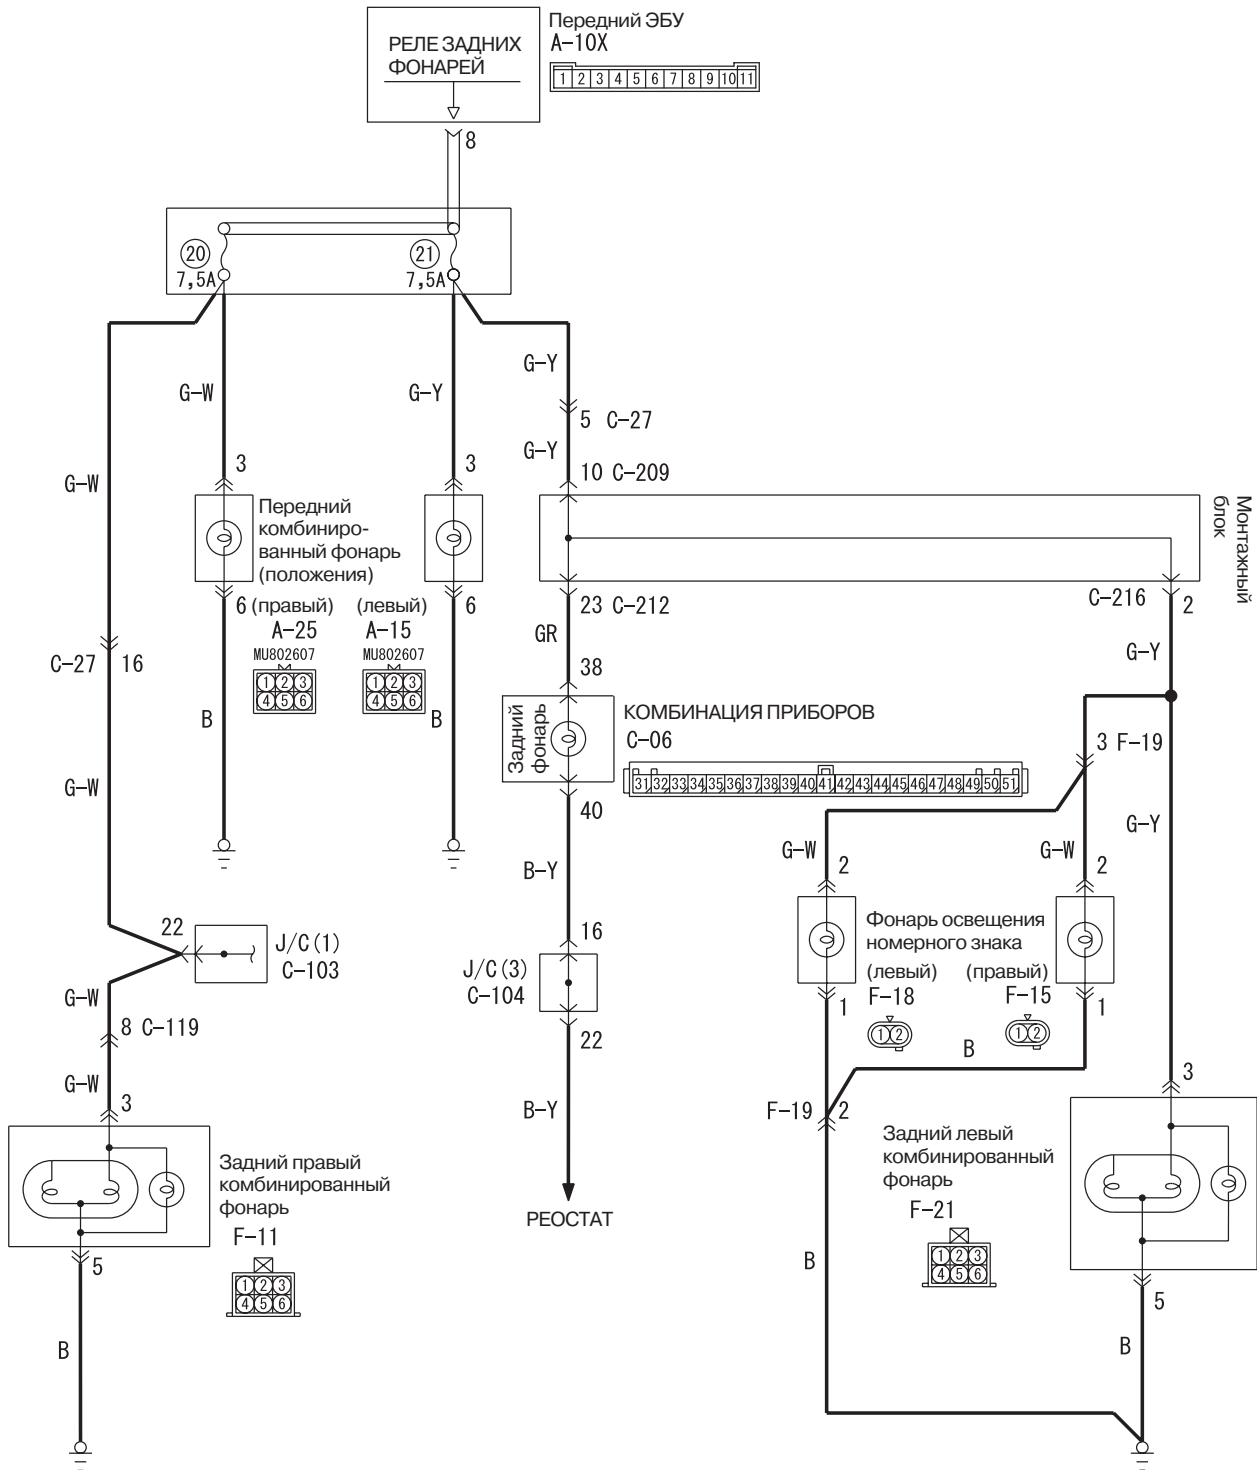 Передний ЭБУ
A-10X
РЕЛЕ ЗАДНИХ
ФОНАРЕЙ
1 2 3 4 5 6 7 8 9 10 11
8
20
7,5A
21
7,5A
G-W
G-Y
G-Y
5 C-27
G-Y
10 C-209
G-W
3
3
Передний
комбиниро-
ванный фонарь
(положения)
Монтажный
блок
6 (правый)
A-25
MU802607
1 2 3
4 5 6
(левый)
A-15
MU802607
1 2 3
4 5 6
6
23 C-212
C-216
2
GR
G-Y
C-27 16
38
B
B
Задний
фонарь
КОМБИНАЦИЯ ПРИБОРОВ
C-06
31 32 33 34 35 36 37 38 39 40 41 42 43 44 45 46 47 48 49 50 51
3 F-19
G-W
40
G-Y
B-Y
G-W
2
G-W
2
22
J/C(1)
C-103
16
J/C(3)
C-104
22
Фонарь освещения
номерного знака
(левый)
F-18
1 2
(правый)
F-15
1 2
1
1
G-W
8 C-119
B
G-W
3
B-Y
F-19 2
3
Задний правый
комбинированный
фонарь
F-11
1 2 3
4 5 6
5
B
РЕОСТАТ
Задний левый
комбинированный
фонарь
F-21
1 2 3
4 5 6
B
5
B